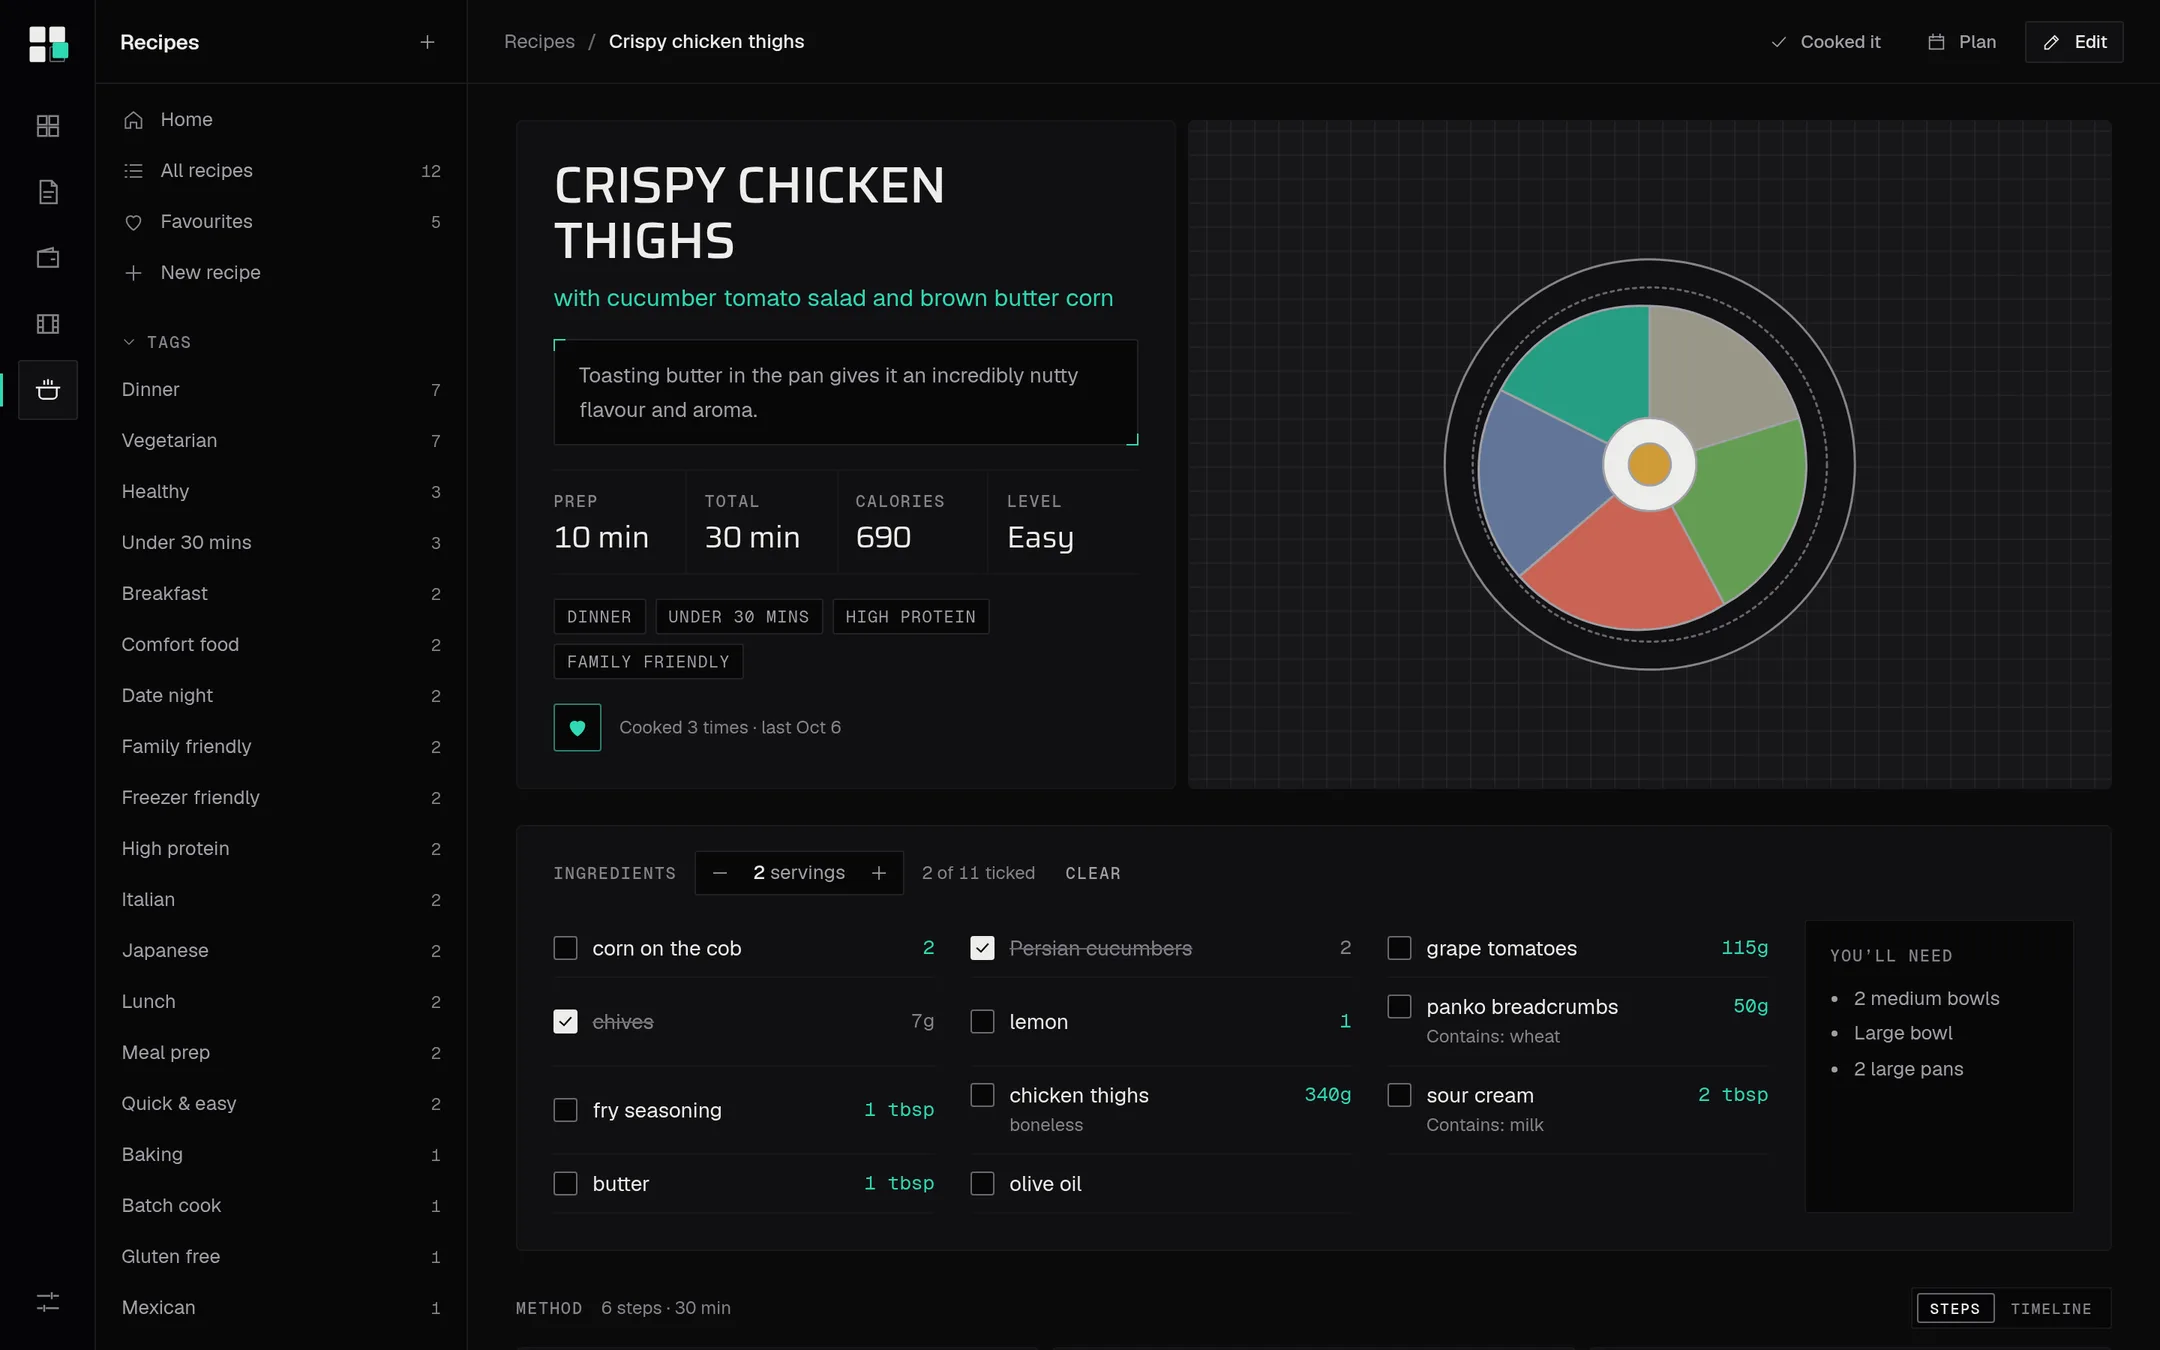 Recipes
Home
All recipes 12
Favourites 5
New recipe
TAGS
Dinner 7
Vegetarian 7
Healthy 3
Under 30 mins 3
Breakfast 2
Comfort food 2
Date night 2
Family friendly 2
Freezer friendly 2
High protein 2
Italian 2
Japanese 2
Lunch 2
Meal prep 2
Quick & easy 2
Baking 1
Batch cook 1
Gluten free 1
Mexican 1
Recipes / Crispy chicken thighs
Cooked it
Plan
Edit
CRISPY CHICKEN
THIGHS
with cucumber tomato salad and brown butter corn
Toasting butter in the pan gives it an incredibly nutty
flavour and aroma.
PREP TOTAL CALORIES LEVEL
10 min 30 min 690 Easy
DINNER UNDER 30 MINS HIGH PROTEIN
FAMILY FRIENDLY
Cooked 3 times · last Oct 6
INGREDIENTS 2 servings 2 of 11 ticked CLEAR
corn on the cob 2
Persian cucumbers 2
grape tomatoes 115g
chives 7g
lemon 1
panko breadcrumbs 50g
Contains: wheat
fry seasoning 1 tbsp
chicken thighs 340g
boneless
sour cream 2 tbsp
Contains: milk
butter 1 tbsp
olive oil
YOU'LL NEED
• 2 medium bowls
• Large bowl
• 2 large pans
METHOD 6 steps · 30 min
STEPS TIMELINE